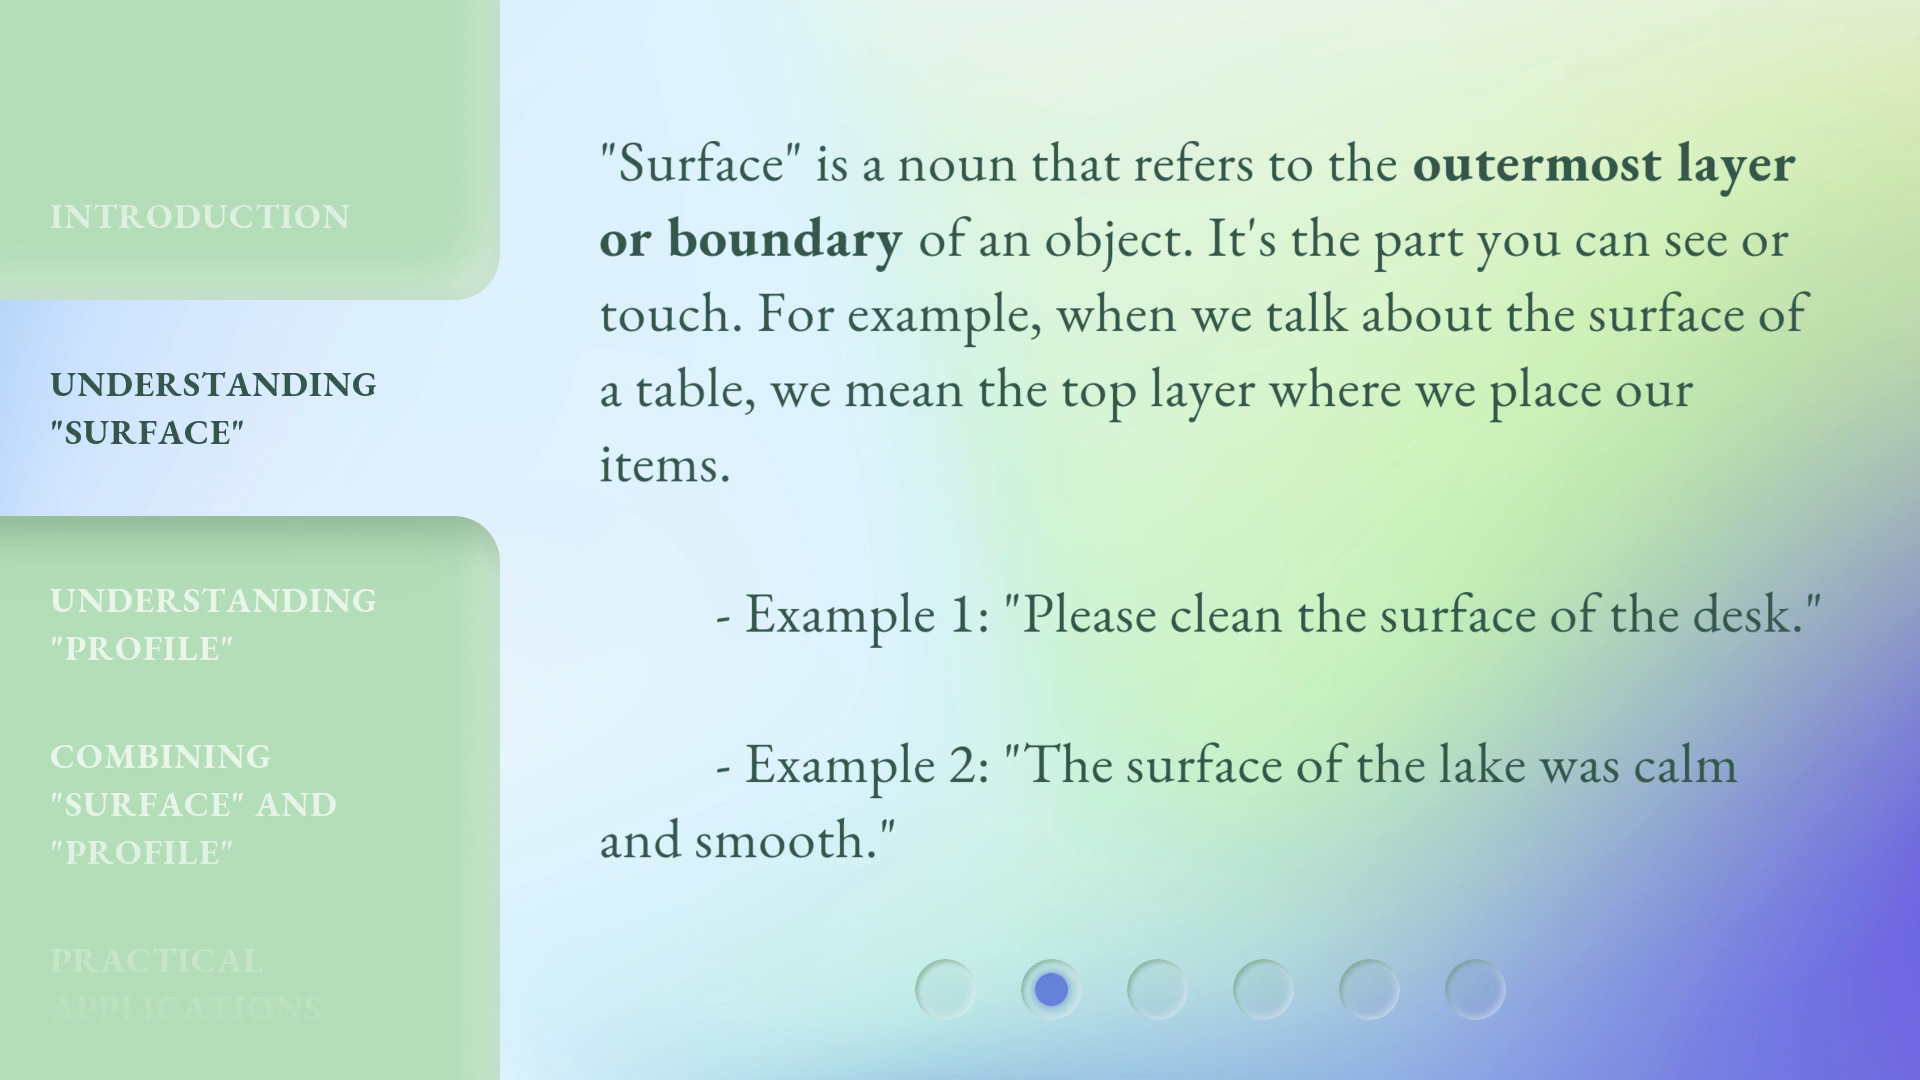 INTRODUCTION
UNDERSTANDING
"SURFACE"
UNDERSTANDING
"PROFILE"
COMBINING
"SURFACE" AND
"PROFILE"
PRACTICAL
APPLICATIONS
"Surface" is a noun that refers to the outermost layer
or boundary of an object. It's the part you can see or
touch. For example, when we talk about the surface of
a table, we mean the top layer where we place our
items.
- Example 1: "Please clean the surface of the desk."
- Example 2: "The surface of the lake was calm
and smooth."